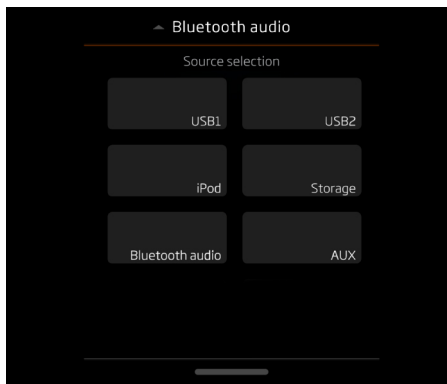 Bluetooth audio
Source selection
USB1
USB2
iPod
Storage
Bluetooth audio
AUX